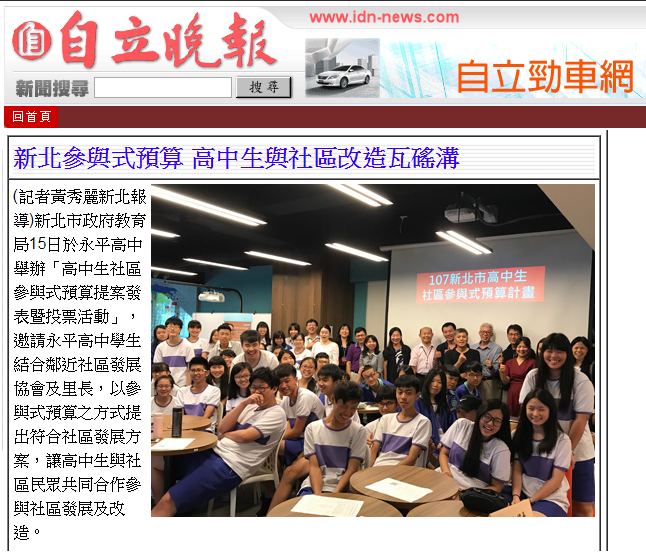 www.idn-news.com
自立晚報
新聞搜尋
搜 尋
自立勁車網
回首頁
新北參與式預算 高中生與社區改造瓦磘溝
(記者黃秀麗新北報
導)新北市政府教育
局15日於永平高中
舉辦「高中生社區
參與式預算提案發
表暨投票活動」，
邀請永平高中學生
結合鄰近社區發展
協會及里長，以參
與式預算之方式提
出符合社區發展方
案，讓高中生與社
區民眾共同合作參
與社區發展及改
造。
107新北市高中生
社區參與式預算計畫